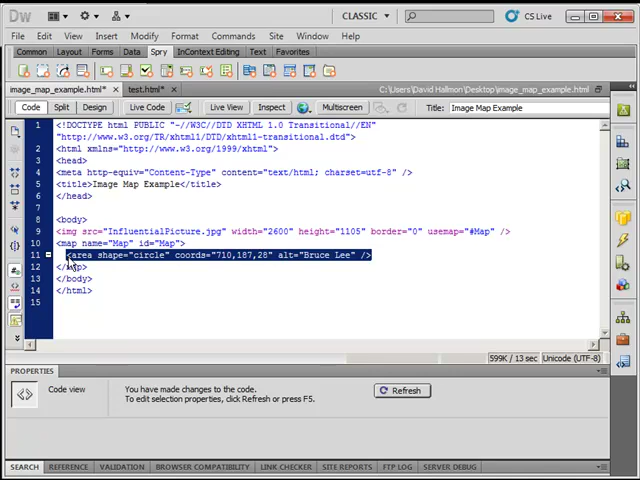 Dw
CLASSIC
CS Live
File Edit View Insert Modify Format Commands Site Window Help
Common Layout Forms Data Spry InContext Editing Text Favorites
image_map_example.html* × test.html* × C:\Users\David Hallmon\Desktop\image_map_example.html
Code Split Design Live Code Live View Inspect Multiscreen Title: Image Map Example
1 <!DOCTYPE html PUBLIC "-//W3C//DTD XHTML 1.0 Transitional//EN"
"http://www.w3.org/TR/xhtml1/DTD/xhtml1-transitional.dtd">
2 <html xmlns="http://www.w3.org/1999/xhtml">
3 <head>
4 <meta http-equiv="Content-Type" content="text/html; charset=utf-8" />
5 <title>Image Map Example</title>
6 </head>
7
8 <body>
9 <img src="InfluentialPicture.jpg" width="2600" height="1105" border="0" usemap="#Map" />
10 <map name="Map" id="Map">
11 <area shape="circle" coords="710,187,28" alt="Bruce Lee" />
12 </map>
13 </body>
14 </html>
15
599K / 13 sec Unicode (UTF-8)
PROPERTIES
Code view You have made changes to the code. Refresh
To edit selection properties, click Refresh or press F5.
SEARCH REFERENCE VALIDATION BROWSER COMPATIBILITY LINK CHECKER SITE REPORTS FTP LOG SERVER DEBUG